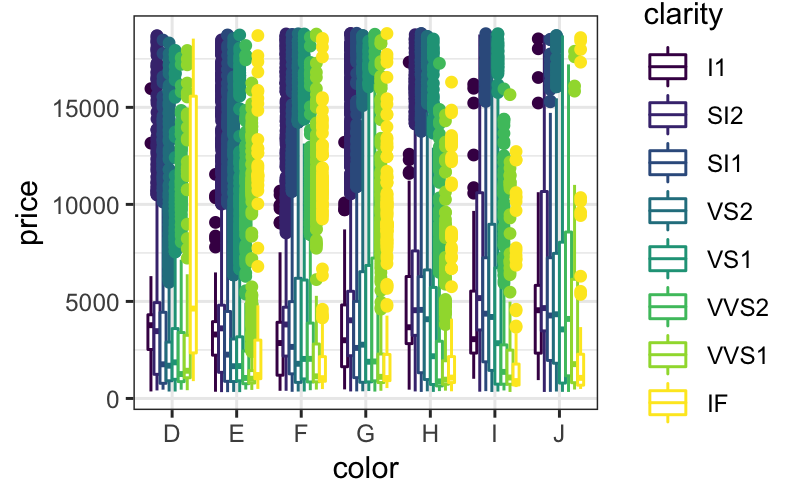 clarity
I1
SI2
SI1
VS2
VS1
VVS2
VVS1
IF
price
15000
10000
5000
0
D E F G H I J
color